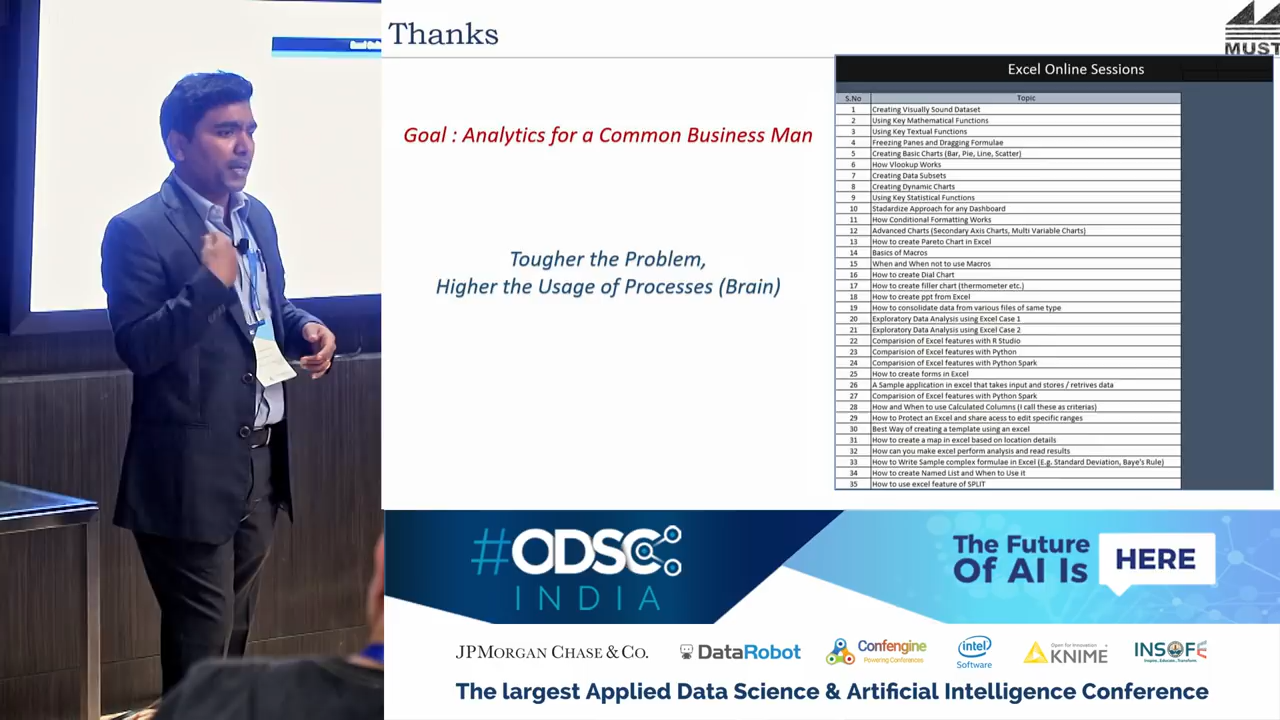 Thanks
MUST
Goal : Analytics for a Common Business Man
Tougher the Problem,
Higher the Usage of Processes (Brain)
Excel Online Sessions
S.No Topic
1 Creating Visually Sound Dataset
2 Using Key Mathematical Functions
3 Using Key Textual Functions
4 Freezing Panes and Dragging Formulae
5 Creating Basic Charts (Bar, Pie, Line, Scatter)
6 How Vlookup Works
7 Creating Data Subsets
8 Creating Dynamic Charts
9 Using Key Statistical Functions
10 Stadardize Approach for any Dashboard
11 How Conditional Formatting Works
12 Advanced Charts (Secondary Axis Charts, Multi Variable Charts)
13 How to create Pareto Chart in Excel
14 Basics of Macros
15 When and When not to use Macros
16 How to create Dial Chart
17 How to create filler chart (thermometer etc.)
18 How to create ppt from Excel
19 How to consolidate data from various files of same type
20 Exploratory Data Analysis using Excel Case 1
21 Exploratory Data Analysis using Excel Case 2
22 Comparision of Excel features with R Studio
23 Comparision of Excel features with Python
24 Comparision of Excel features with Python Spark
25 How to create forms in Excel
26 A Sample application in excel that takes input and stores / retrives data
27 Comparision of Excel features with Python Spark
28 How and When to use Calculated Columns (I call these as criterias)
29 How to Protect an Excel and share acess to edit specific ranges
30 Best Way of creating a template using an excel
31 How to create a map in excel based on location details
32 How can you make excel perform analysis and read results
33 How to Write Sample complex formulae in Excel (E.g. Standard Deviation, Baye's Rule)
34 How to create Named List and When to Use it
35 How to use excel feature of SPLIT
#ODSC
INDIA
The Future
Of AI Is
HERE
JPMORGAN CHASE & CO.
DataRobot
Confengine
Powering Conferences
intel
Software
Open for Innovation
KNIME
INSOFE
Inspire, Educate, Transform
The largest Applied Data Science & Artificial Intelligence Conference